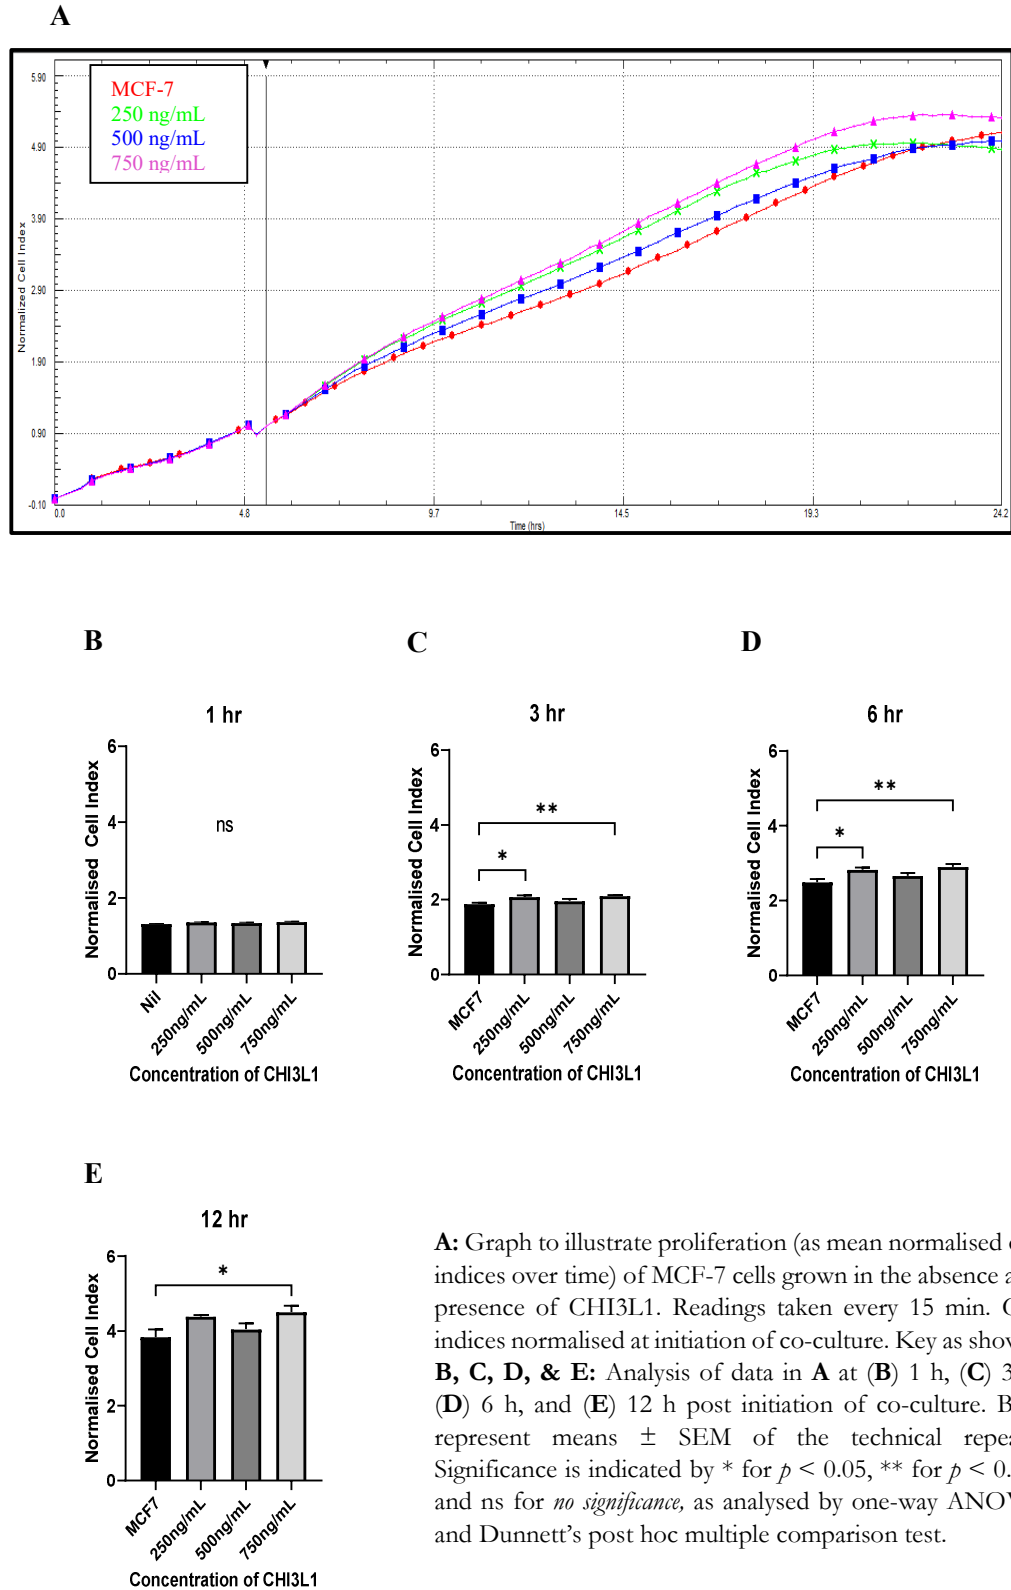 A
MCF-7
250 ng/mL
500 ng/mL
750 ng/mL
5.90
4.90
3.90
2.90
1.90
0.90
-0.10
Normalized Cell Index
0.0
4.8
9.7
14.5
19.3
24.2
Time (hrs)
B
1 hr
Normalised Cell Index
6
4
2
0
ns
Nil
250ng/mL
500ng/mL
750ng/mL
Concentration of CHI3L1
C
3 hr
Normalised Cell Index
6
4
2
0
**
*
MCF7
250ng/mL
500ng/mL
750ng/mL
Concentration of CHI3L1
D
6 hr
Normalised Cell Index
6
4
2
0
**
*
MCF7
250ng/mL
500ng/mL
750ng/mL
Concentration of CHI3L1
E
12 hr
Normalised Cell Index
6
4
2
0
*
MCF7
250ng/mL
500ng/mL
750ng/mL
Concentration of CHI3L1
A: Graph to illustrate proliferation (as mean normalised
indices over time) of MCF-7 cells grown in the absence
presence of CHI3L1. Readings taken every 15 min.
indices normalised at initiation of co-culture. Key as
B, C, D, & E: Analysis of data in A at (B) 1 h, (C) 3
(D) 6 h, and (E) 12 h post initiation of co-culture.
represent means ± SEM of the technical
Significance is indicated by * for p < 0.05, ** for p <
and ns for no significance, as analysed by one-way
and Dunnett's post hoc multiple comparison test.